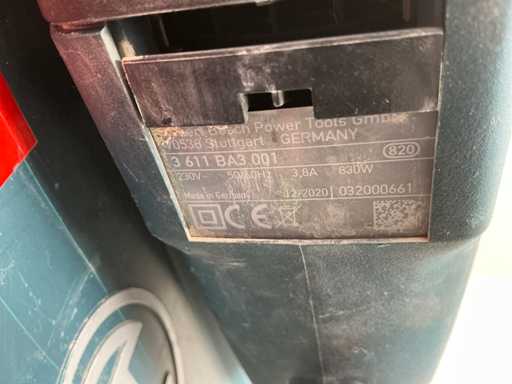 Bosch Power Tools GmbH
70538 Stuttgart GERMANY
3 611 BA3 001 820
230V~ 50/60Hz 3,8A 830W
Made in Germany 12/2020 032000661
CE